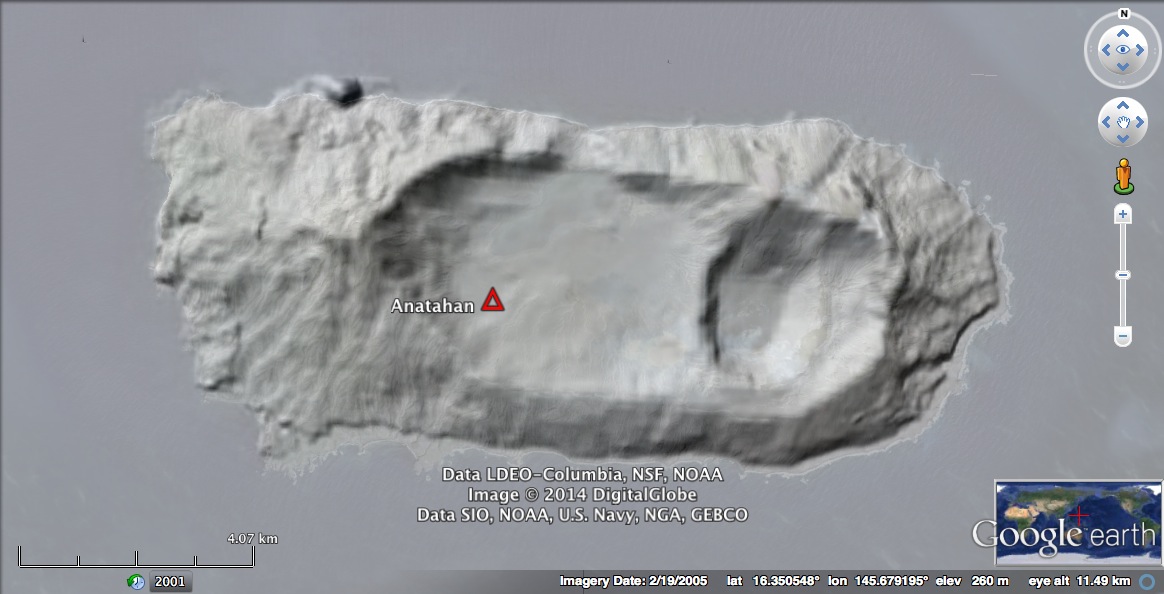 N
Anatahan
Data LDEO-Columbia, NSF, NOAA
Image © 2014 DigitalGlobe
Data SIO, NOAA, U.S. Navy, NGA, GEBCO
Google earth
4.07 km
2001
Imagery Date: 2/19/2005 lat 16.350548° lon 145.679195° elev 260 m eye alt 11.49 km